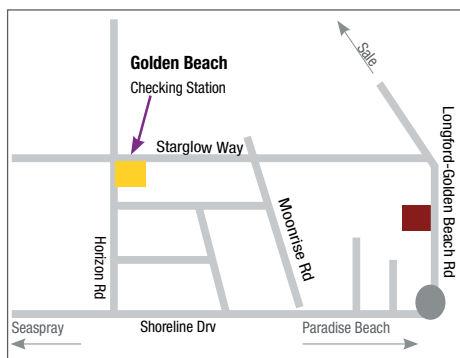 Golden Beach
Checking Station
Sale
Starglow Way
Longford-Golden Beach Rd
Moonrise Rd
Horizon Rd
Seaspray
Shoreline Drv
Paradise Beach